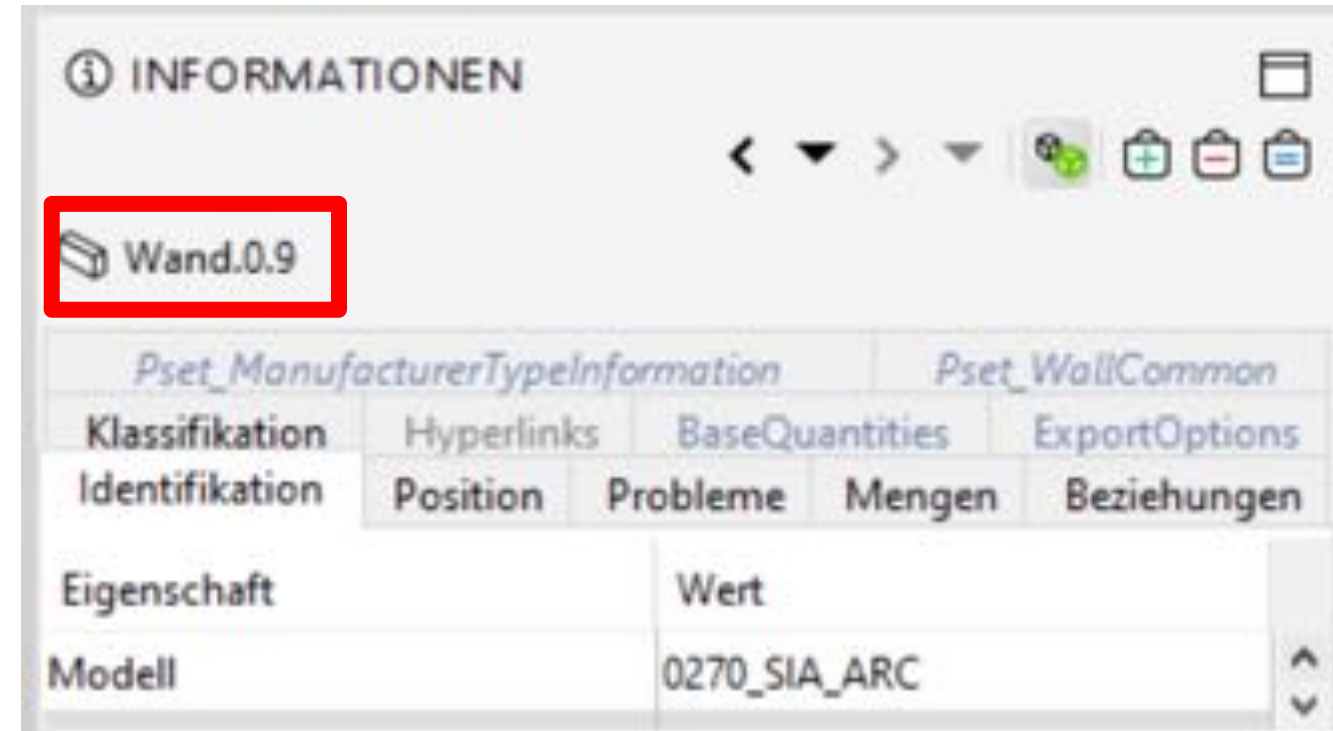 INFORMATIONEN
Wand.0.9
Pset_ManufacturerTypeInformation Pset_WallCommon
Klassifikation Hyperlinks BaseQuantities ExportOptions
Identifikation Position Probleme Mengen Beziehungen
Eigenschaft Wert
Modell 0270_SIA_ARC